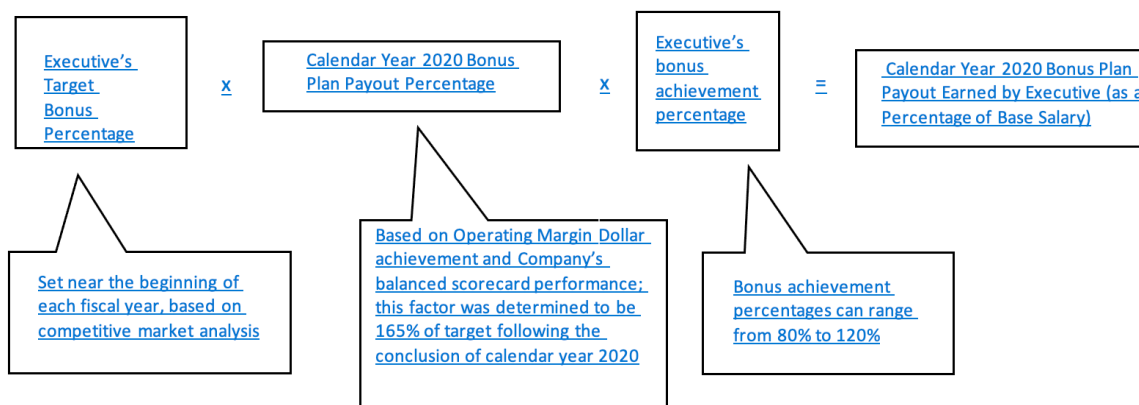 Executive's
Target
Bonus
Percentage
x
Calendar Year 2020 Bonus
Plan Payout Percentage
x
Executive's
bonus
achievement
percentage
=
Calendar Year 2020 Bonus Plan
Payout Earned by Executive (as a
Percentage of Base Salary)
Set near the beginning of
each fiscal year, based on
competitive market analysis
Based on Operating Margin Dollar
achievement and Company's
balanced scorecard performance;
this factor was determined to be
165% of target following the
conclusion of calendar year 2020
Bonus achievement
percentages can range
from 80% to 120%